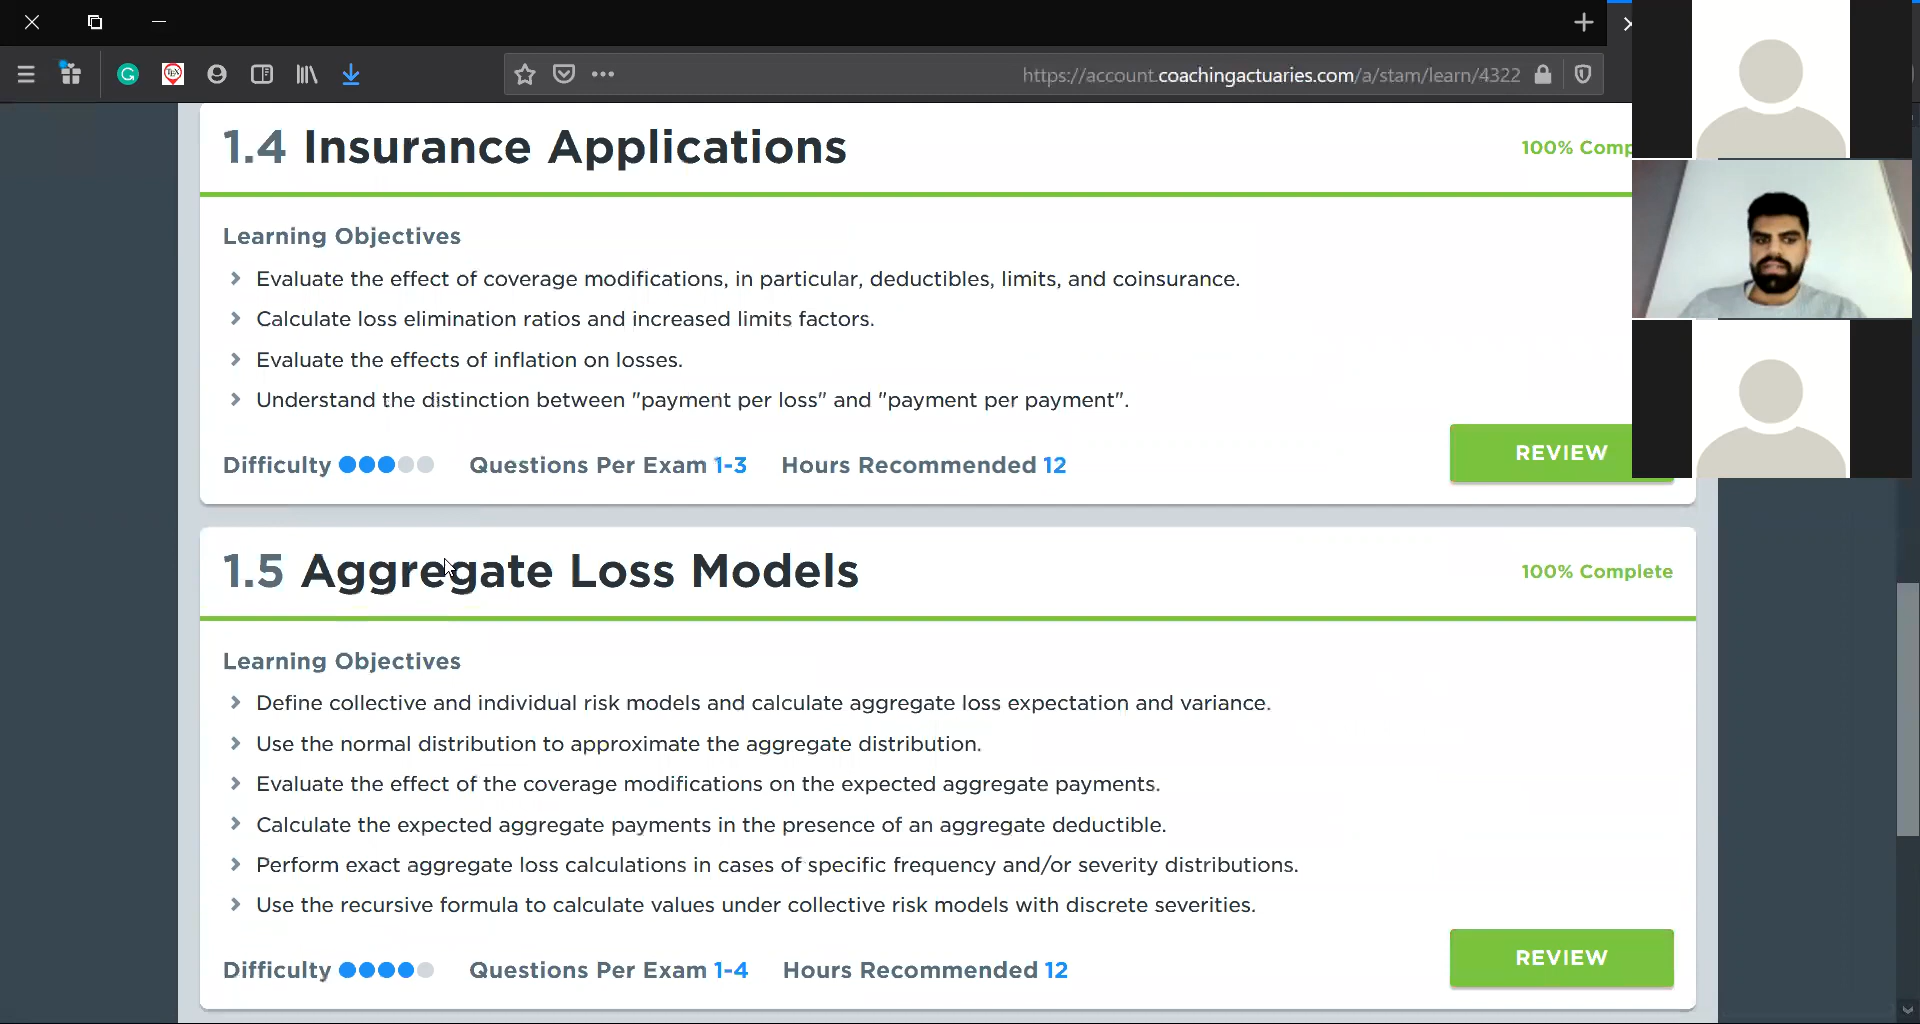 https://account.coachingactuaries.com/a/stam/learn/4322
1.4 Insurance Applications
100% Comp
Learning Objectives
Evaluate the effect of coverage modifications, in particular, deductibles, limits, and coinsurance.
Calculate loss elimination ratios and increased limits factors.
Evaluate the effects of inflation on losses.
Understand the distinction between "payment per loss" and "payment per payment".
Difficulty Questions Per Exam 1-3 Hours Recommended 12
REVIEW
1.5 Aggregate Loss Models
100% Complete
Learning Objectives
Define collective and individual risk models and calculate aggregate loss expectation and variance.
Use the normal distribution to approximate the aggregate distribution.
Evaluate the effect of the coverage modifications on the expected aggregate payments.
Calculate the expected aggregate payments in the presence of an aggregate deductible.
Perform exact aggregate loss calculations in cases of specific frequency and/or severity distributions.
Use the recursive formula to calculate values under collective risk models with discrete severities.
Difficulty Questions Per Exam 1-4 Hours Recommended 12
REVIEW